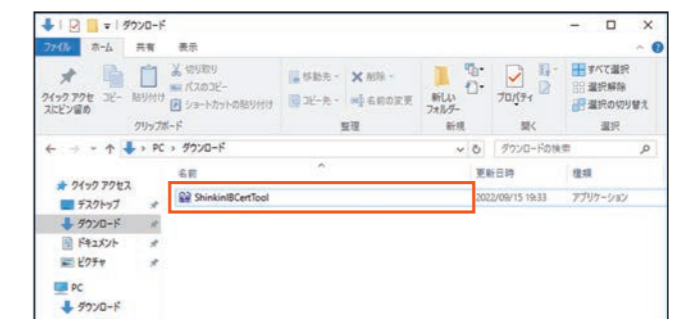 ダウンロード
ファイル ホーム 共有 表示
クイック アクセスにピン留め
コピー
貼り付け
切り取り
パスのコピー
ショートカットの貼り付け
クリップボード
移動先
コピー先
削除
名前の変更
整理
新しいフォルダー
新規
プロパティ
開く
すべて選択
選択解除
選択の切り替え
選択
PC > ダウンロード
ダウンロードの検索
名前 更新日時 種類
ShinkinIBCertTool 2022/09/15 19:33 アプリケーション
クイック アクセス
デスクトップ
ダウンロード
ドキュメント
ピクチャ
PC
ダウンロード